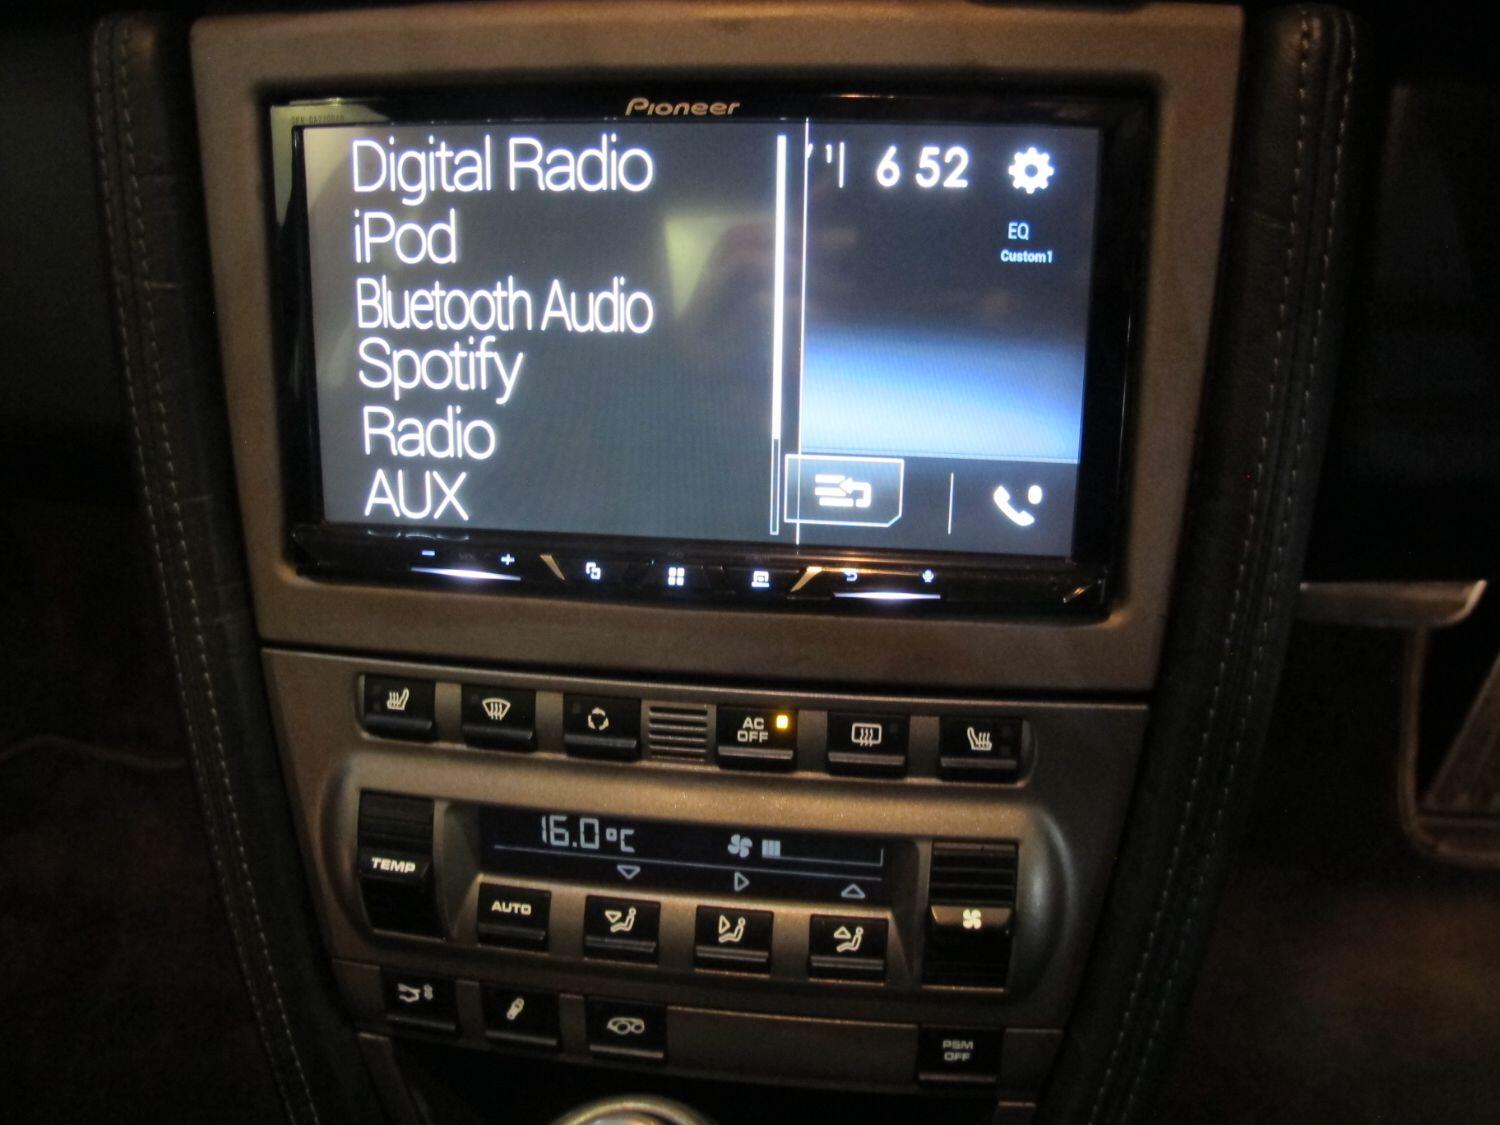 Pioneer
Digital Radio
iPod
Bluetooth Audio
Spotify
Radio
AUX
6 52
EQ
Custom1
AC
OFF
16.0°C
TEMP
AUTO
PSM
OFF